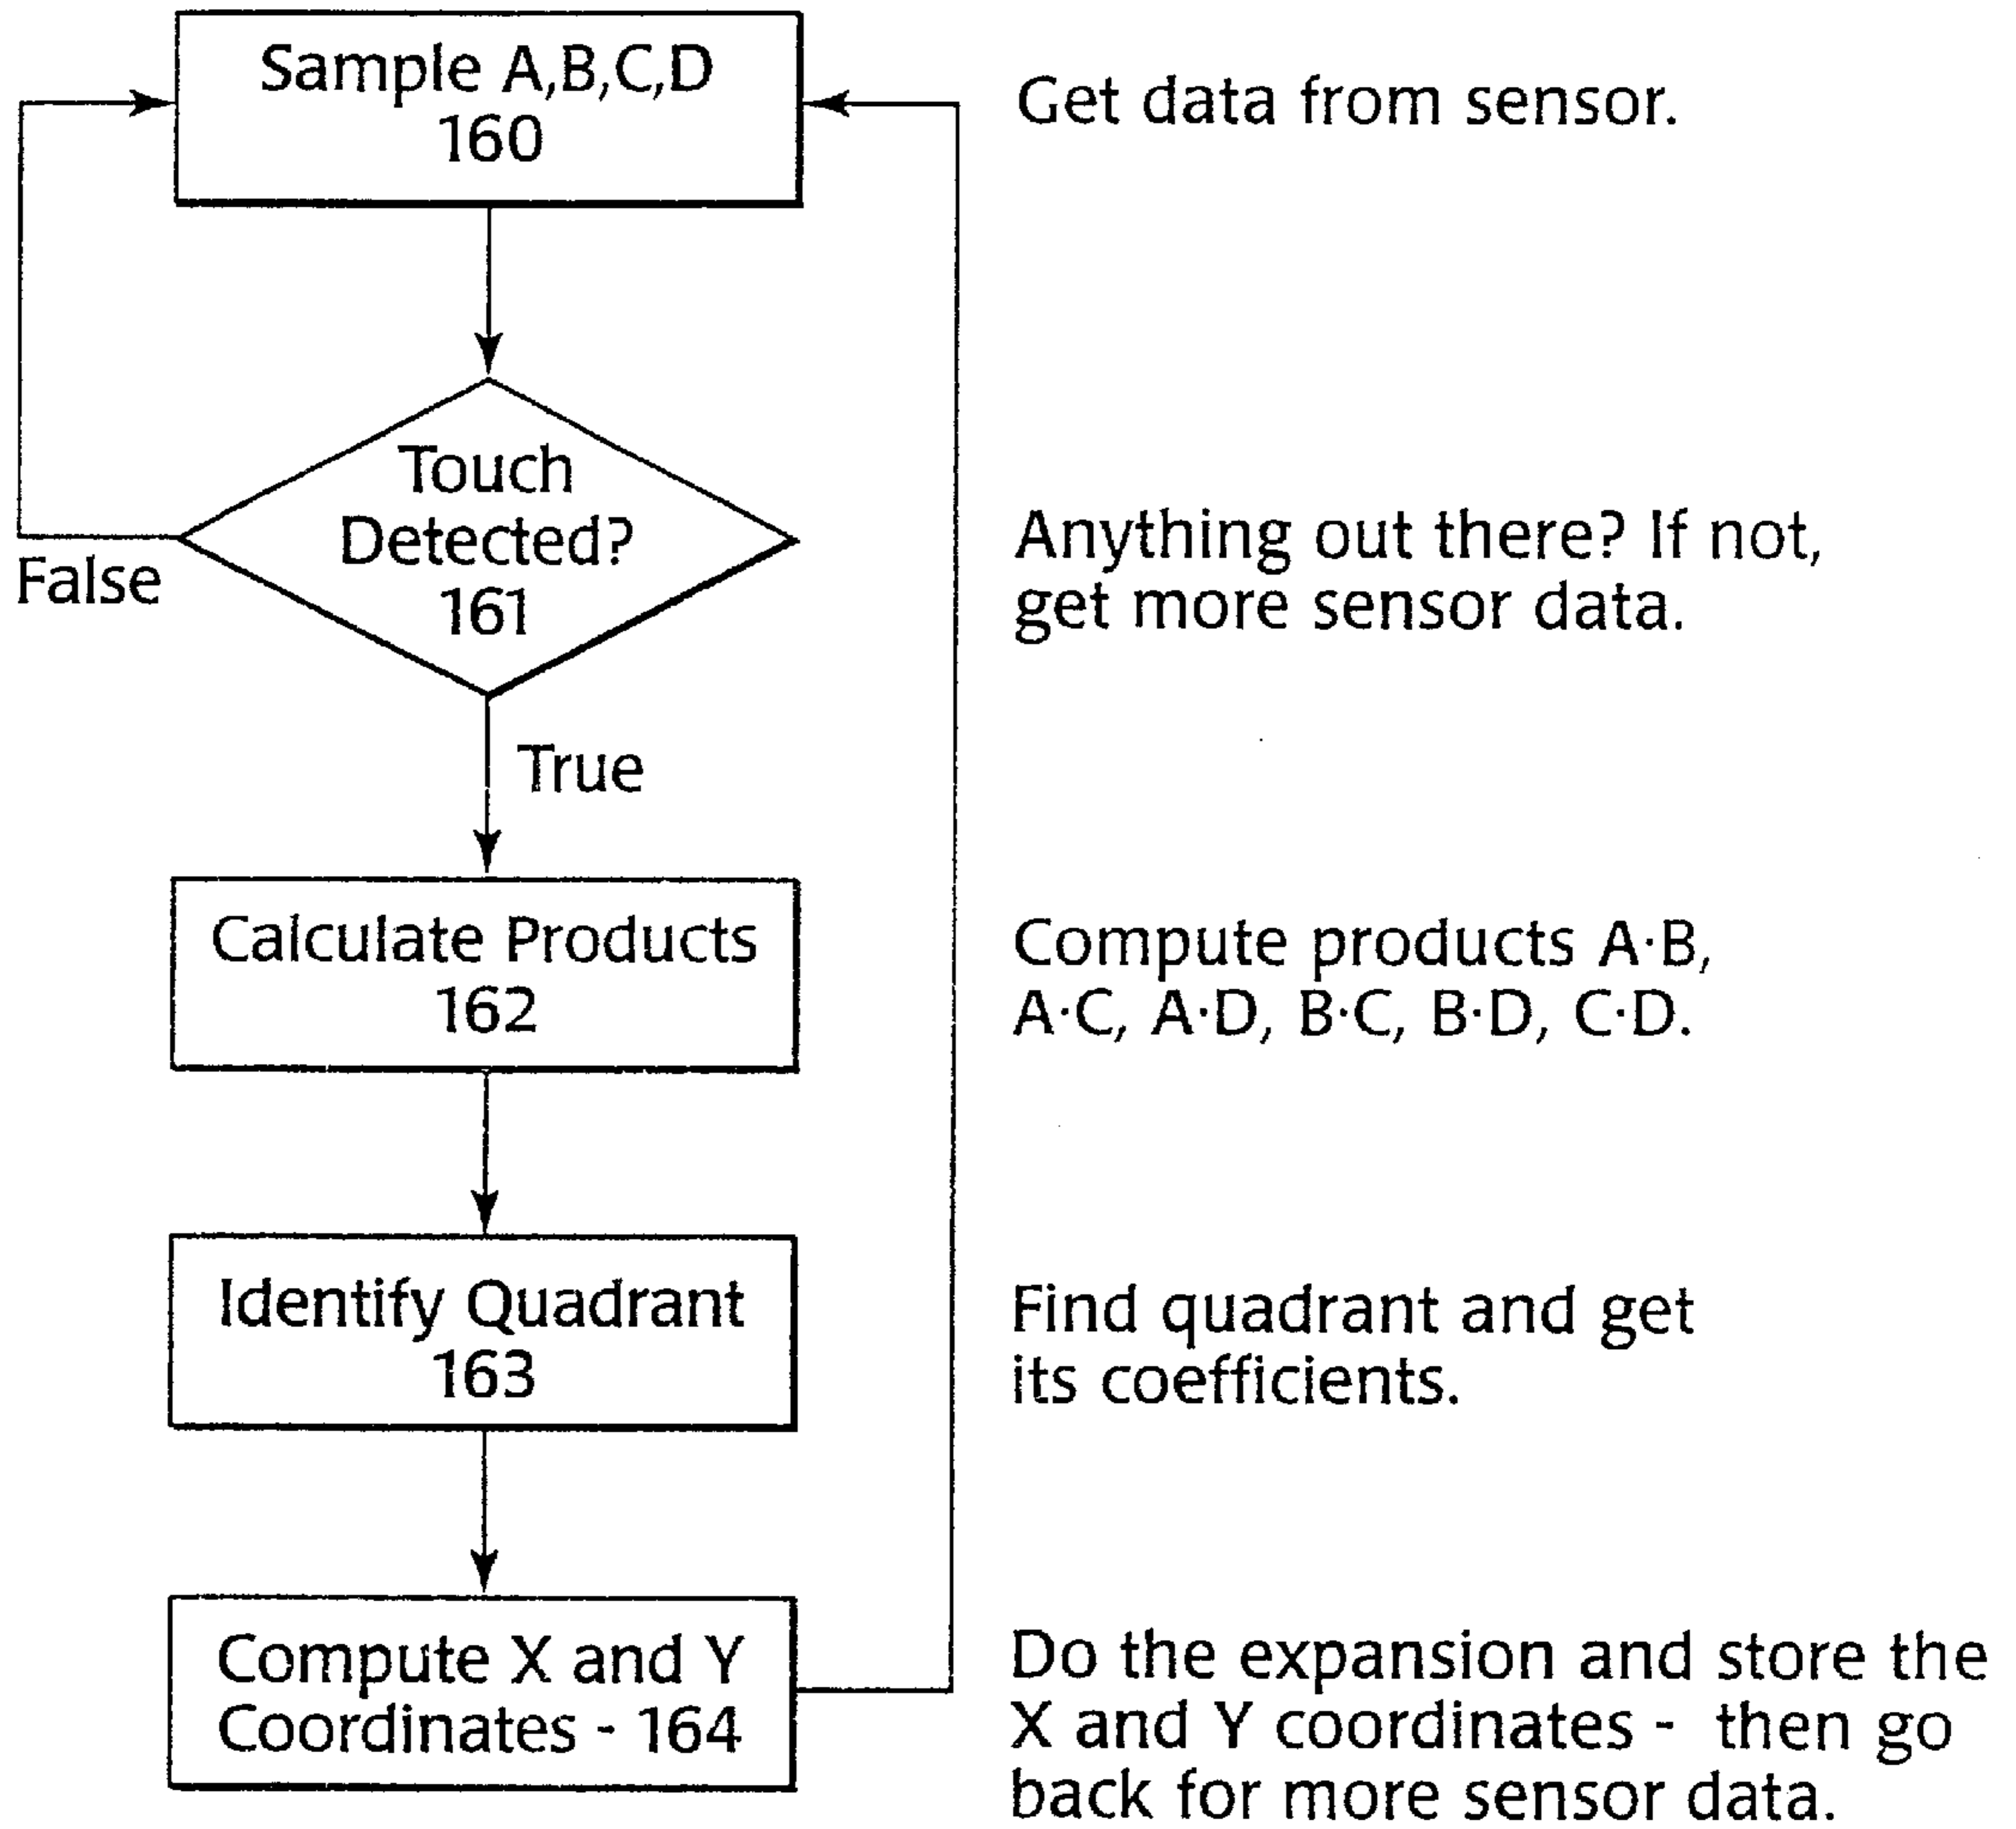 Sample A,B,C,D
160
Get data from sensor.
Touch
Detected?
161
False
Anything out there? If not,
get more sensor data.
True
Calculate Products
162
Compute products A·B,
A·C, A·D, B·C, B·D, C·D.
Identify Quadrant
163
Find quadrant and get
its coefficients.
Compute X and Y
Coordinates - 164
Do the expansion and store the
X and Y coordinates - then go
back for more sensor data.